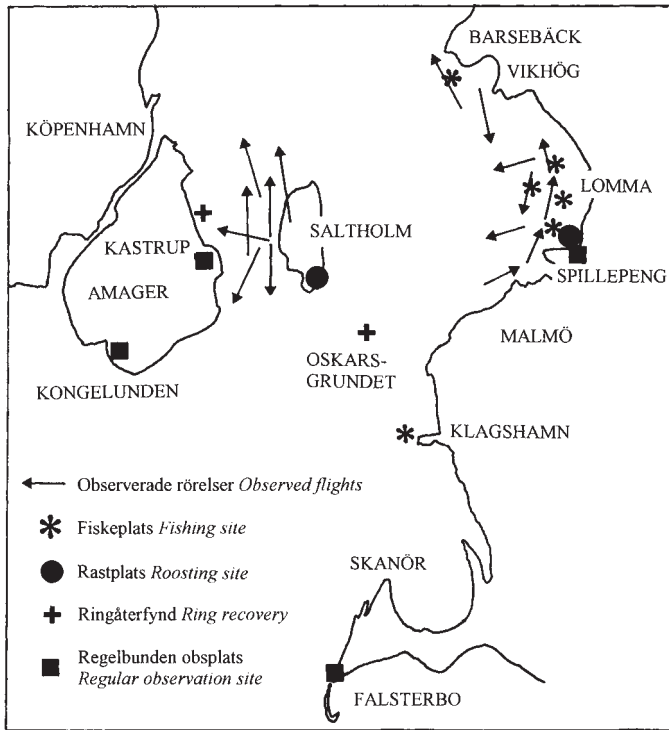 BARSEBÄCK
VIKHÖG
KÖPENHAMN
LOMMA
SALTHOLM
KASTRUP
SPILLEPENG
AMAGER
MALMÖ
OSKARS-
GRUNDET
KONGELUNDEN
KLAGSHAMN
Observerade rörelser Observed flights
Fiskeplats Fishing site
SKANÖR
Rastplats Roosting site
Ringåterfynd Ring recovery
Regelbunden obsplats
Regular observation site
FALSTERBO